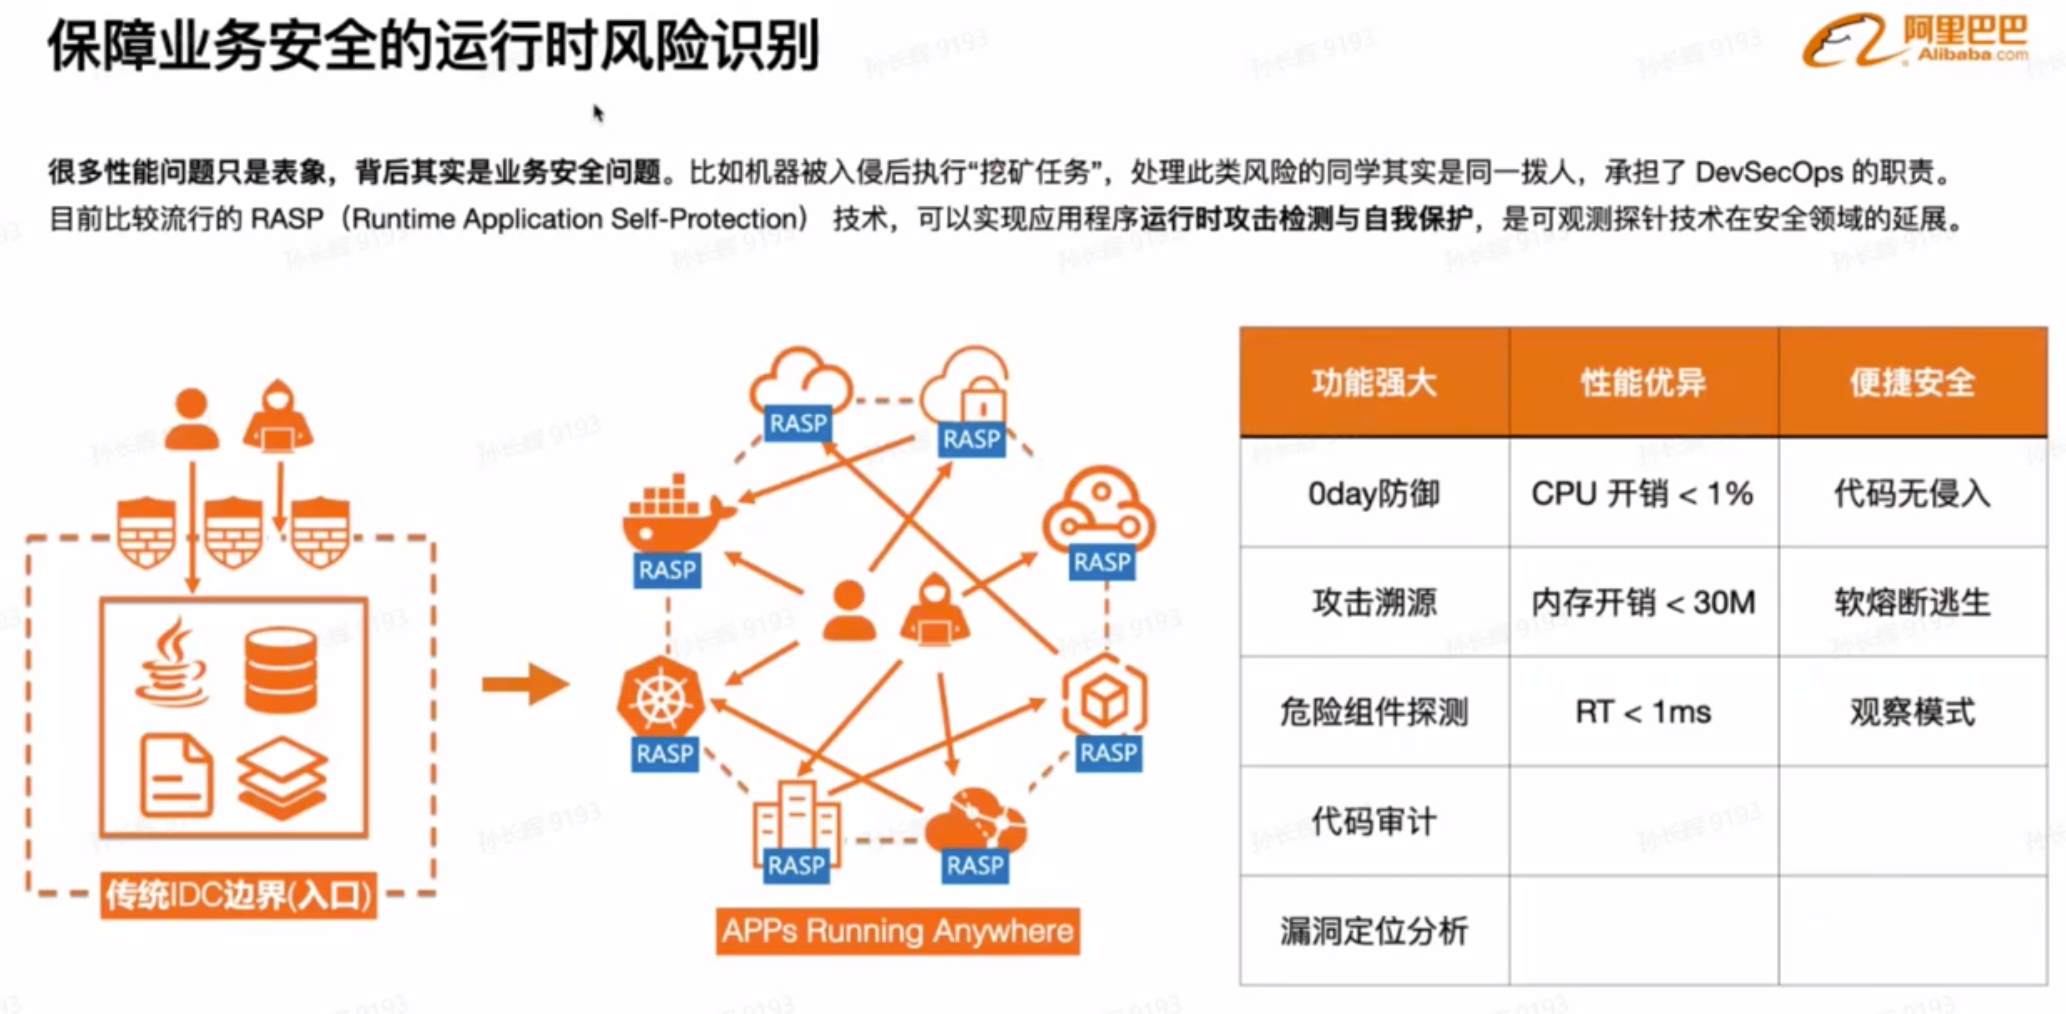 保障业务安全的运行时风险识别
阿里巴巴
Alibaba.com
很多性能问题只是表象，背后其实是业务安全问题。比如机器被入侵后执行“挖矿任务”，处理此类风险的同学其实是同一拨人，承担了 DevSecOps 的职责。
目前比较流行的 RASP（Runtime Application Self-Protection） 技术，可以实现应用程序运行时攻击检测与自我保护，是可观测探针技术在安全领域的延展。
传统IDC边界(入口)
RASP
RASP
RASP
RASP
RASP
RASP
RASP
RASP
APPs Running Anywhere
功能强大 性能优异 便捷安全
0day防御 CPU 开销 < 1% 代码无侵入
攻击溯源 内存开销 < 30M 软熔断逃生
危险组件探测 RT < 1ms 观察模式
代码审计
漏洞定位分析
孙长晖 9193